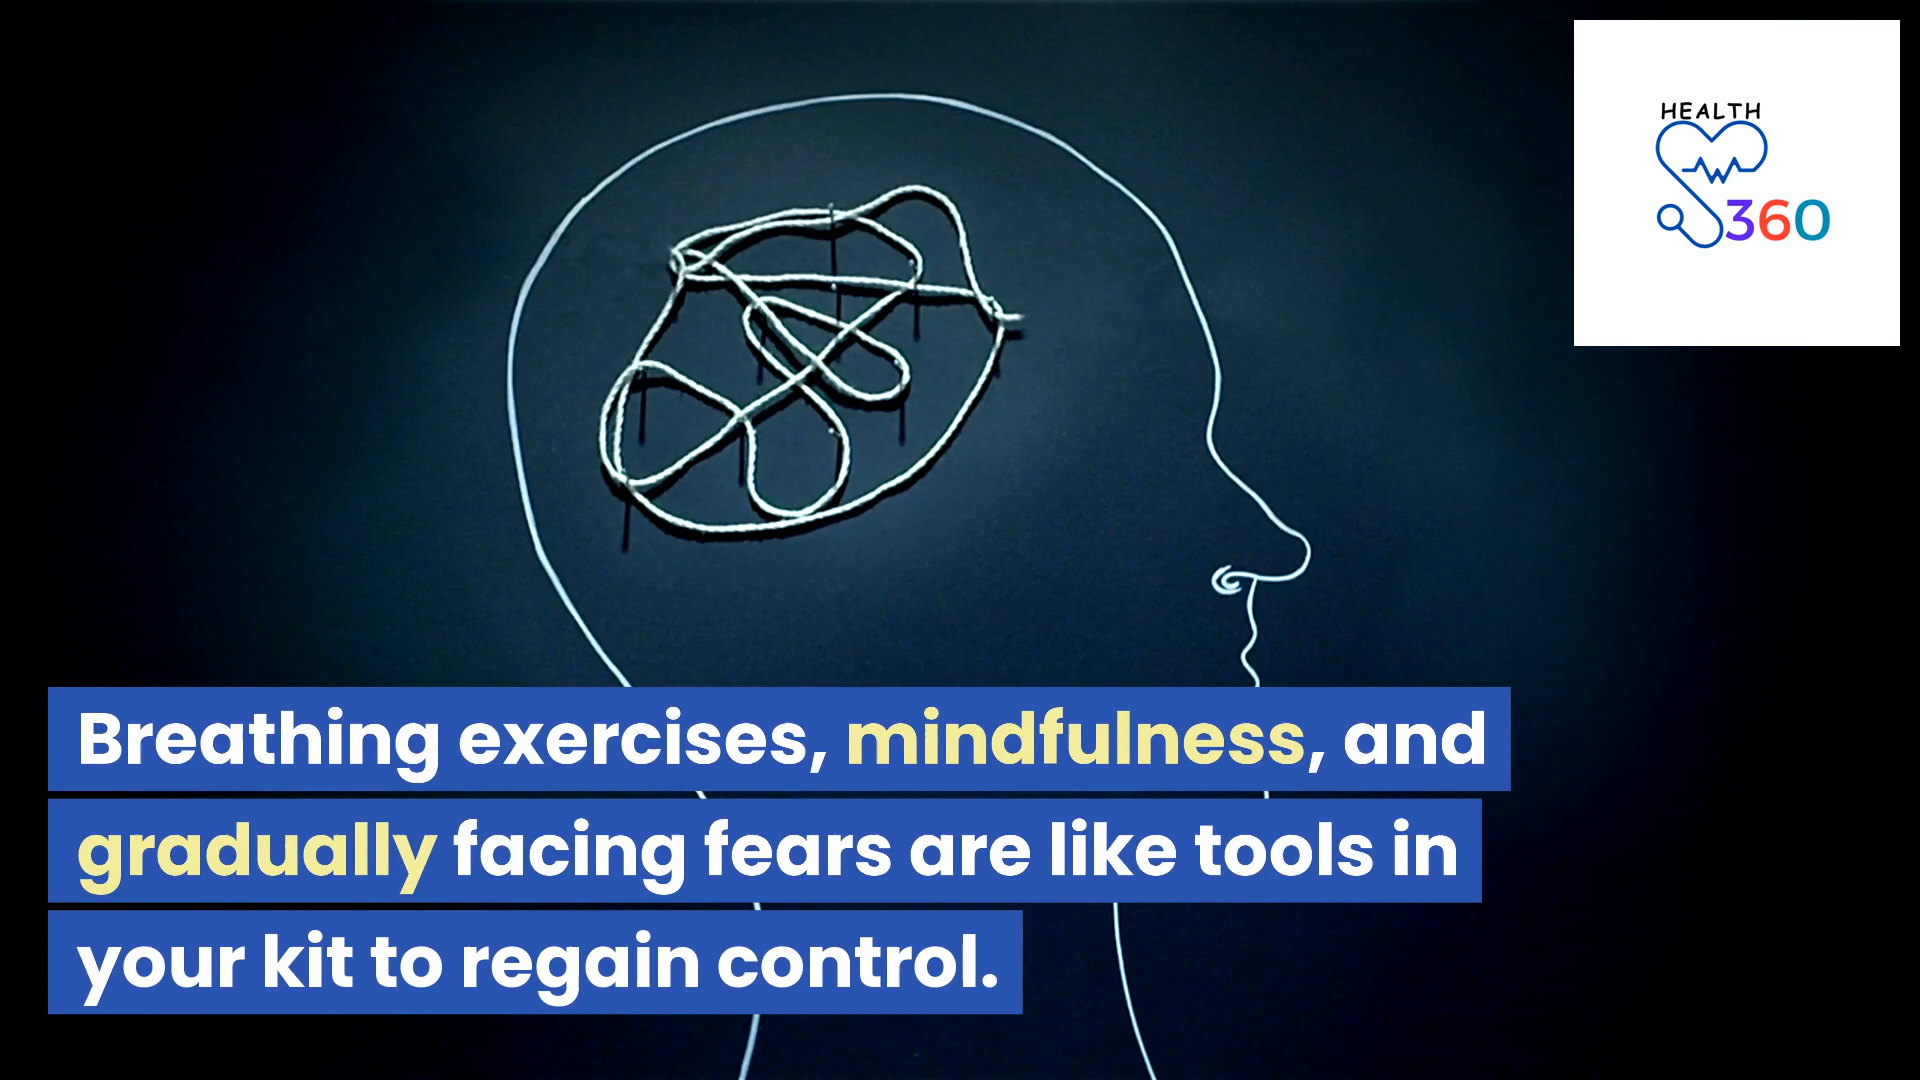 HEALTH
360
Breathing exercises, mindfulness, and
gradually facing fears are like tools in
your kit to regain control.